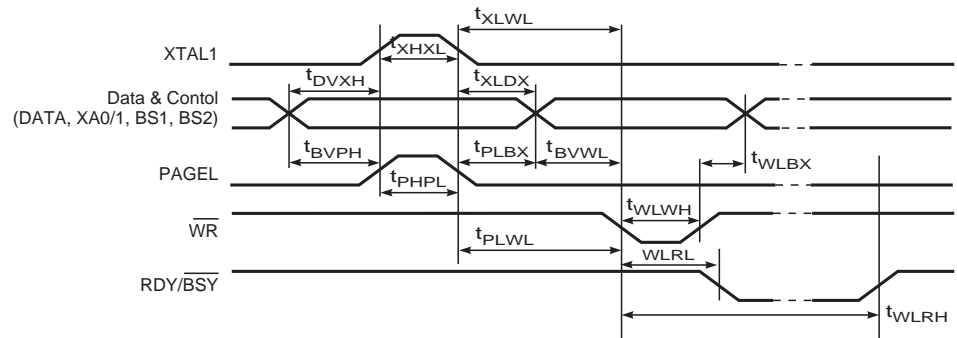 tXLWL
XTAL1
tXHXL
tDVXH
tXLDX
Data & Contol
(DATA, XA0/1, BS1, BS2)
tBVPH
tPLBX
tBVWL
tWLBX
PAGEL
tPHPL
tWLWH
WR
tPLWL
WLRL
RDY/BSY
tWLRH